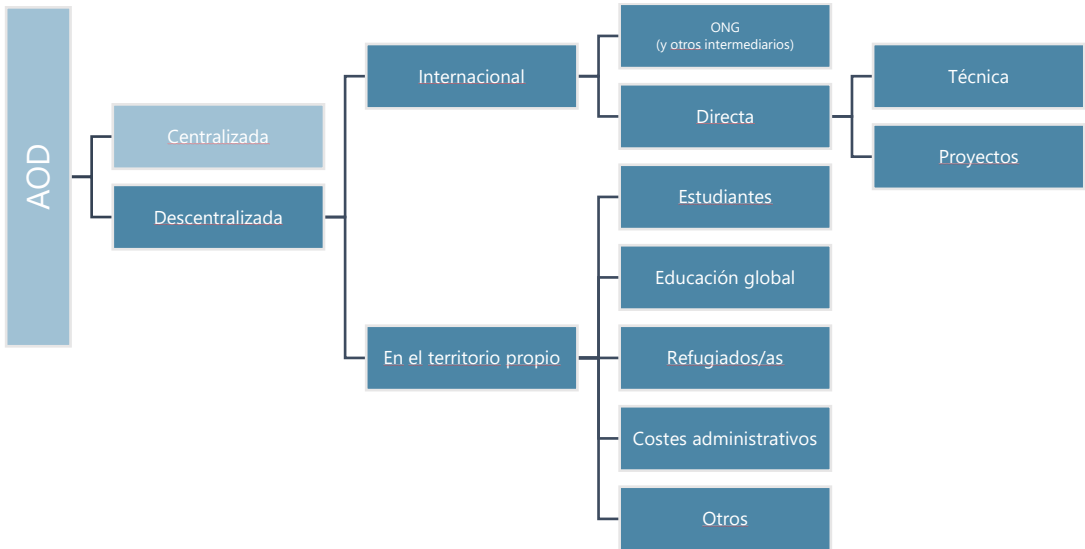 AOD
Centralizada
Descentralizada
Internacional
En el territorio propio
ONG
(y otros intermediarios)
Directa
Estudiantes
Educación global
Refugiados/as
Costes administrativos
Otros
Técnica
Proyectos